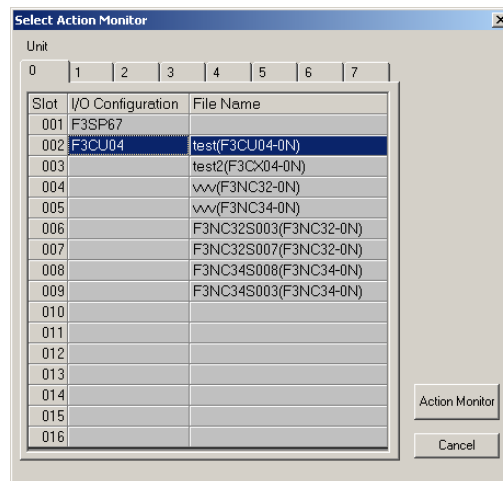 Select Action Monitor
Unit
0 1 2 3 4 5 6 7
Slot I/O Configuration File Name
001 F3SP67
002 F3CU04 test(F3CU04-0N)
003 test2(F3CX04-0N)
004 vvv(F3NC32-0N)
005 vvv(F3NC34-0N)
006 F3NC32S003(F3NC32-0N)
007 F3NC32S007(F3NC32-0N)
008 F3NC34S008(F3NC34-0N)
009 F3NC34S003(F3NC34-0N)
010
011
012
013
014
015
016
Action Monitor
Cancel